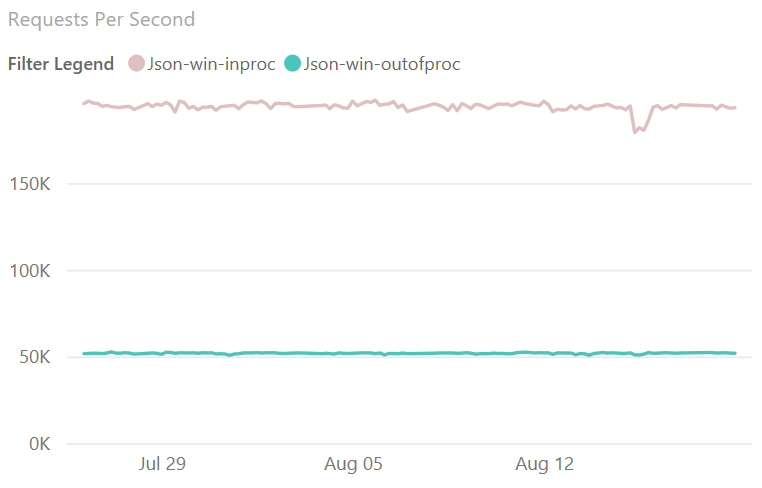 Requests Per Second
Filter Legend Json-win-inproc Json-win-outofproc
150K
100K
50K
0K
Jul 29 Aug 05 Aug 12